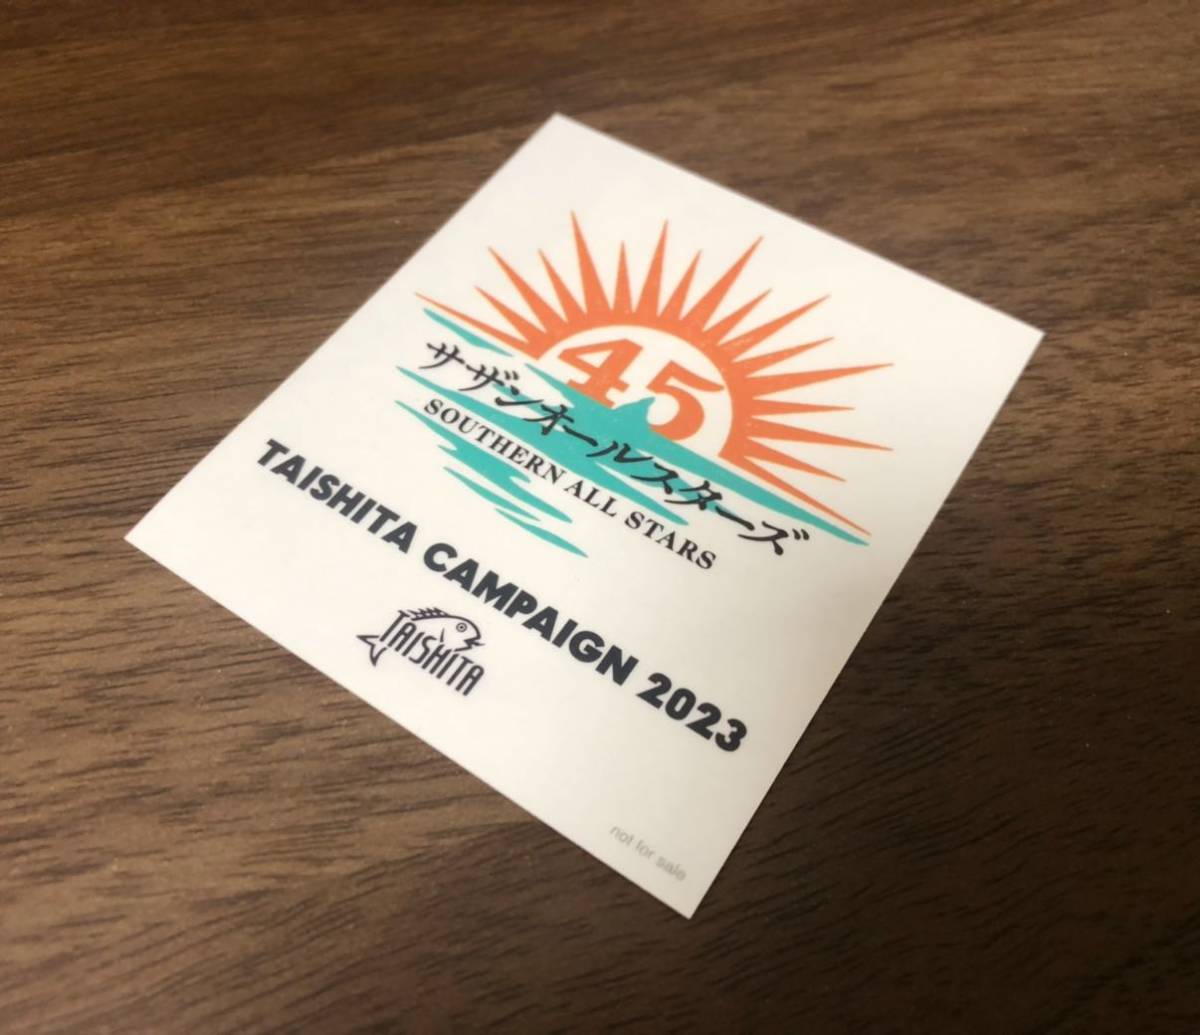 45
サザンオールスターズ
SOUTHERN ALL STARS
TAISHITA CAMPAIGN 2023
TAISHITA
not for sale